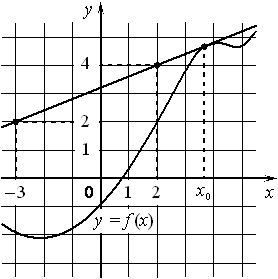 y
4
2
1
−3 0 1 2 x₀ x
y = f(x)